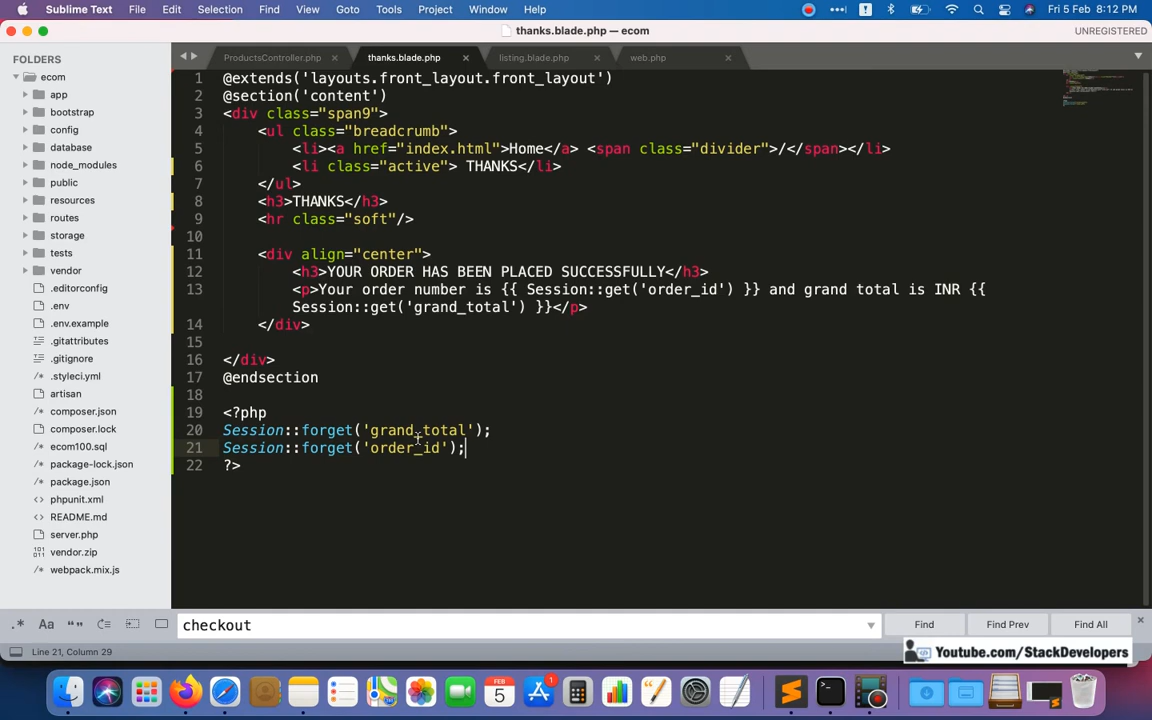 Sublime Text File Edit Selection Find View Goto Tools Project Window Help Fri 5 Feb 8:12 PM
thanks.blade.php — ecom UNREGISTERED
FOLDERS
ecom
app
bootstrap
config
database
node_modules
public
resources
routes
storage
tests
vendor
.editorconfig
.env
.env.example
.gitattributes
.gitignore
.styleci.yml
artisan
composer.json
composer.lock
ecom100.sql
package-lock.json
package.json
phpunit.xml
README.md
server.php
vendor.zip
webpack.mix.js
ProductsController.php thanks.blade.php listing.blade.php web.php
1 @extends('layouts.front_layout.front_layout')
2 @section('content')
3 <div class="span9">
4 <ul class="breadcrumb">
5 <li><a href="index.html">Home</a> <span class="divider">/</span></li>
6 <li class="active"> THANKS</li>
7 </ul>
8 <h3>THANKS</h3>
9 <hr class="soft"/>
10
11 <div align="center">
12 <h3>YOUR ORDER HAS BEEN PLACED SUCCESSFULLY</h3>
13 <p>Your order number is {{ Session::get('order_id') }} and grand total is INR {{
Session::get('grand_total') }}</p>
14 </div>
15
16 </div>
17 @endsection
18
19 <?php
20 Session::forget('grand_total');
21 Session::forget('order_id');
22 ?>
.* Aa “” checkout Find Find Prev Find All
Line 21, Column 29
Youtube.com/StackDevelopers
FEB
5
1